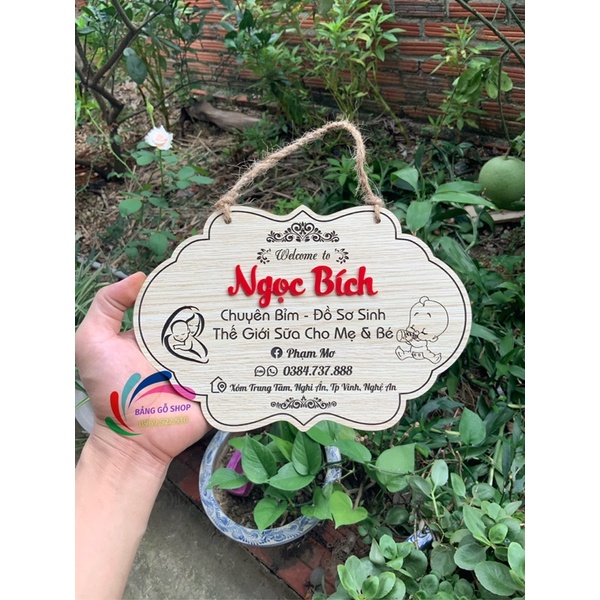 Welcome to
Ngọc Bích
Chuyên Bỉm - Đồ Sơ Sinh
Thế Giới Sữa Cho Mẹ & Bé
Phạm Mơ
0384.737.888
Xóm Trung Tâm, Nghi Ân, Tp Vinh, Nghệ An
BẢNG GỖ SHOP